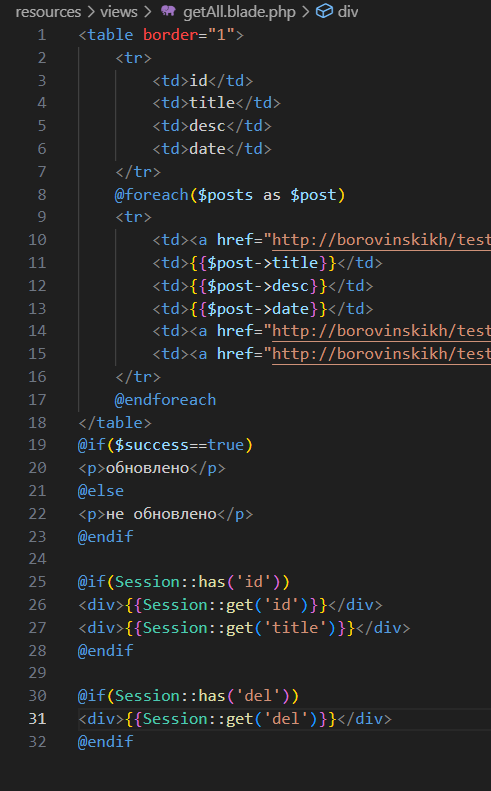 resources > views > getAll.blade.php > div
1 <table border="1">
2 <tr>
3 <td>id</td>
4 <td>title</td>
5 <td>desc</td>
6 <td>date</td>
7 </tr>
8 @foreach($posts as $post)
9 <tr>
10 <td><a href="http://borovinskikh/test
11 <td>{{$post->title}}</td>
12 <td>{{$post->desc}}</td>
13 <td>{{$post->date}}</td>
14 <td><a href="http://borovinskikh/test
15 <td><a href="http://borovinskikh/test
16 </tr>
17 @endforeach
18 </table>
19 @if($success==true)
20 <p>обновлено</p>
21 @else
22 <p>не обновлено</p>
23 @endif
24
25 @if(Session::has('id'))
26 <div>{{Session::get('id')}}</div>
27 <div>{{Session::get('title')}}</div>
28 @endif
29
30 @if(Session::has('del'))
31 <div>{{Session::get('del')}}</div>
32 @endif